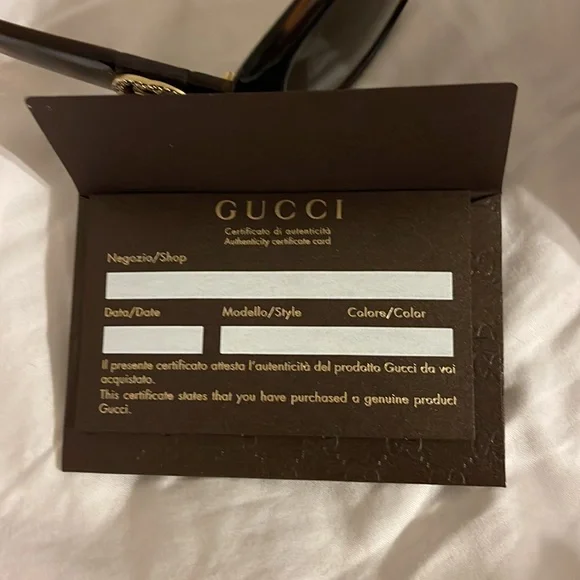 GUCCI
Certificato di autenticità
Authenticity certificate card
Negozio/Shop
Data/Date Modello/Style Colore/Color
Il presente certificato attesta l'autenticità del prodotto Gucci da voi
acquistato.
This certificate states that you have purchased a genuine product
Gucci.